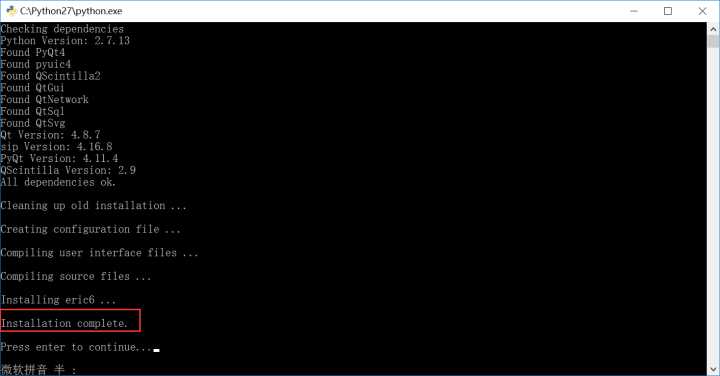 C:\Python27\python.exe
Checking dependencies
Python Version: 2.7.13
Found PyQt4
Found pyuic4
Found QScintilla2
Found QtGui
Found QtNetwork
Found QtSql
Found QtSvg
Qt Version: 4.8.7
sip Version: 4.16.8
PyQt Version: 4.11.4
QScintilla Version: 2.9
All dependencies ok.
Cleaning up old installation ...
Creating configuration file ...
Compiling user interface files ...
Compiling source files ...
Installing eric6 ...
Installation complete.
Press enter to continue...
微软拼音 半 :